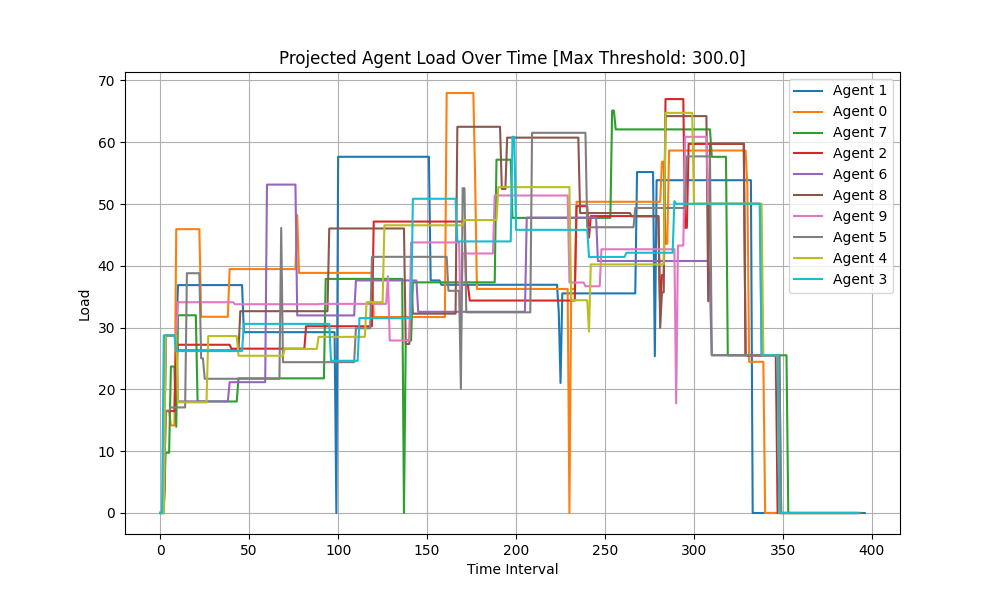 Projected Agent Load Over Time [Max Threshold: 300.0]
70
60
50
40
30
20
10
0
Load
0 50 100 150 200 250 300 350 400
Time Interval
Agent 1
Agent 0
Agent 7
Agent 2
Agent 6
Agent 8
Agent 9
Agent 5
Agent 4
Agent 3